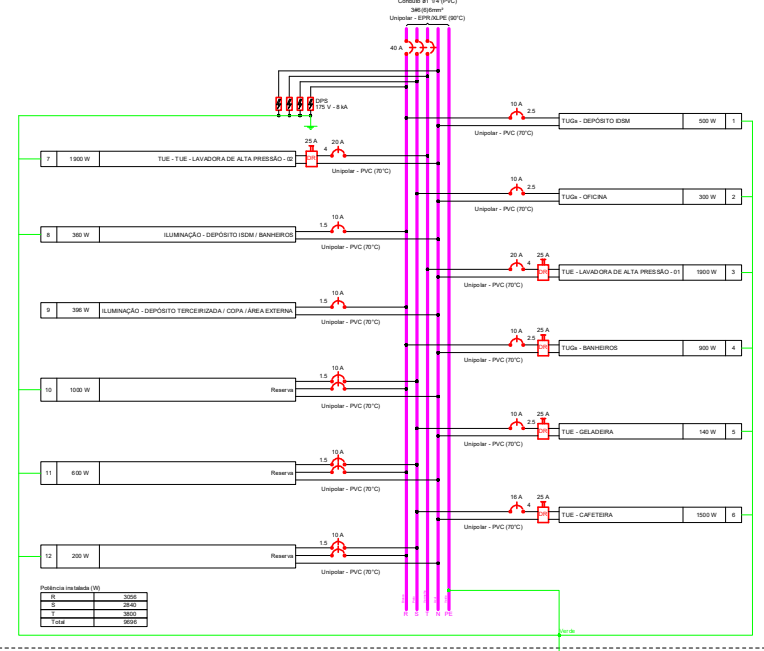 Conduto ø1 1/4 (PVC)
3#6(6)6mm²
Unipolar - EPR/XLPE (90°C)
40 A
DPS
175 V - 8 kA
10 A
2.5
TUGs - DEPÓSITO IDSM
500 W
1
Unipolar - PVC (70°C)
25 A
20 A
4
7
1900 W
TUE - TUE - LAVADORA DE ALTA PRESSÃO - 02
DR
Unipolar - PVC (70°C)
10 A
2.5
TUGs - OFICINA
300 W
2
Unipolar - PVC (70°C)
10 A
1.5
8
360 W
ILUMINAÇÃO - DEPÓSITO ISDM / BANHEIROS
Unipolar - PVC (70°C)
20 A
25 A
4
DR
TUE - LAVADORA DE ALTA PRESSÃO - 01
1900 W
3
Unipolar - PVC (70°C)
10 A
1.5
9
396 W
ILUMINAÇÃO - DEPÓSITO TERCEIRIZADA / COPA / ÁREA EXTERNA
Unipolar - PVC (70°C)
10 A
25 A
2.5
DR
TUGs - BANHEIROS
900 W
4
Unipolar - PVC (70°C)
10 A
1.5
10
1000 W
Reserva
Unipolar - PVC (70°C)
10 A
25 A
2.5
DR
TUE - GELADEIRA
140 W
5
Unipolar - PVC (70°C)
10 A
1.5
11
600 W
Reserva
Unipolar - PVC (70°C)
16 A
25 A
4
DR
TUE - CAFETEIRA
1500 W
6
Unipolar - PVC (70°C)
10 A
1.5
12
200 W
Reserva
Unipolar - PVC (70°C)
Potência instalada (W)
R 3056
S 2840
T 3800
Total 9696
R S T N PE
Verde